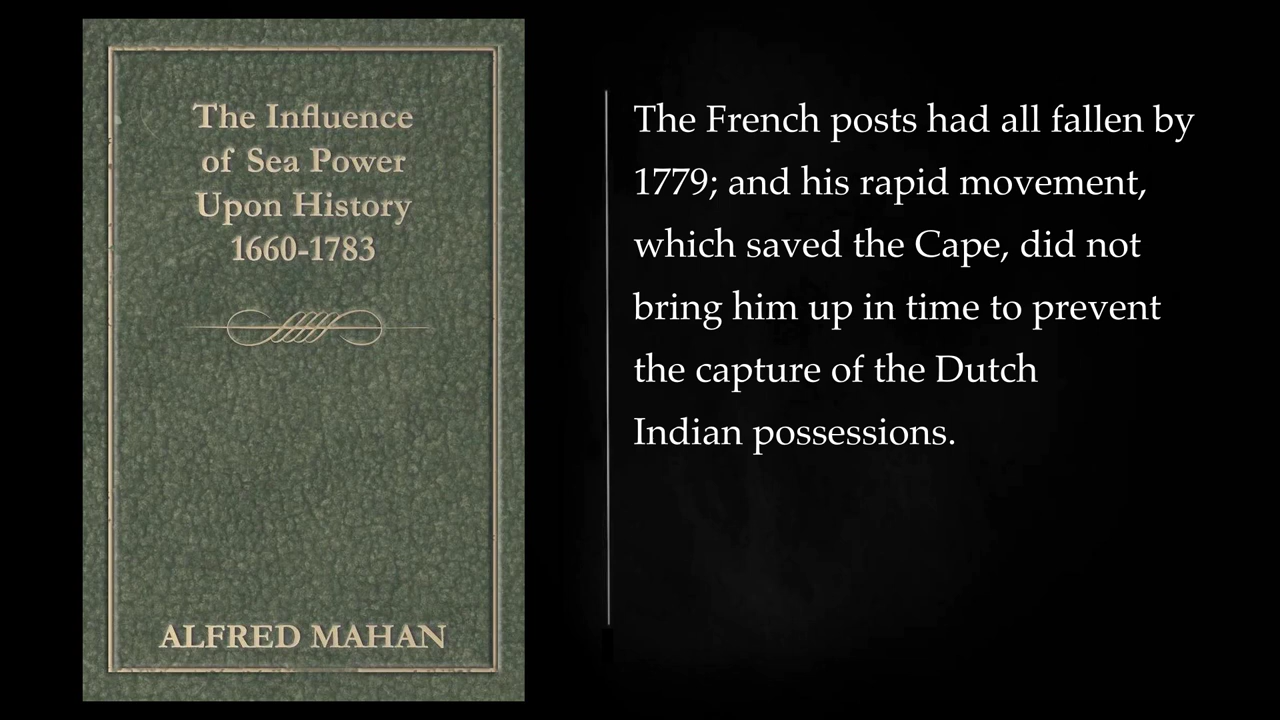 The Influence
of Sea Power
Upon History
1660-1783
ALFRED MAHAN
The French posts had all fallen by
1779; and his rapid movement,
which saved the Cape, did not
bring him up in time to prevent
the capture of the Dutch
Indian possessions.